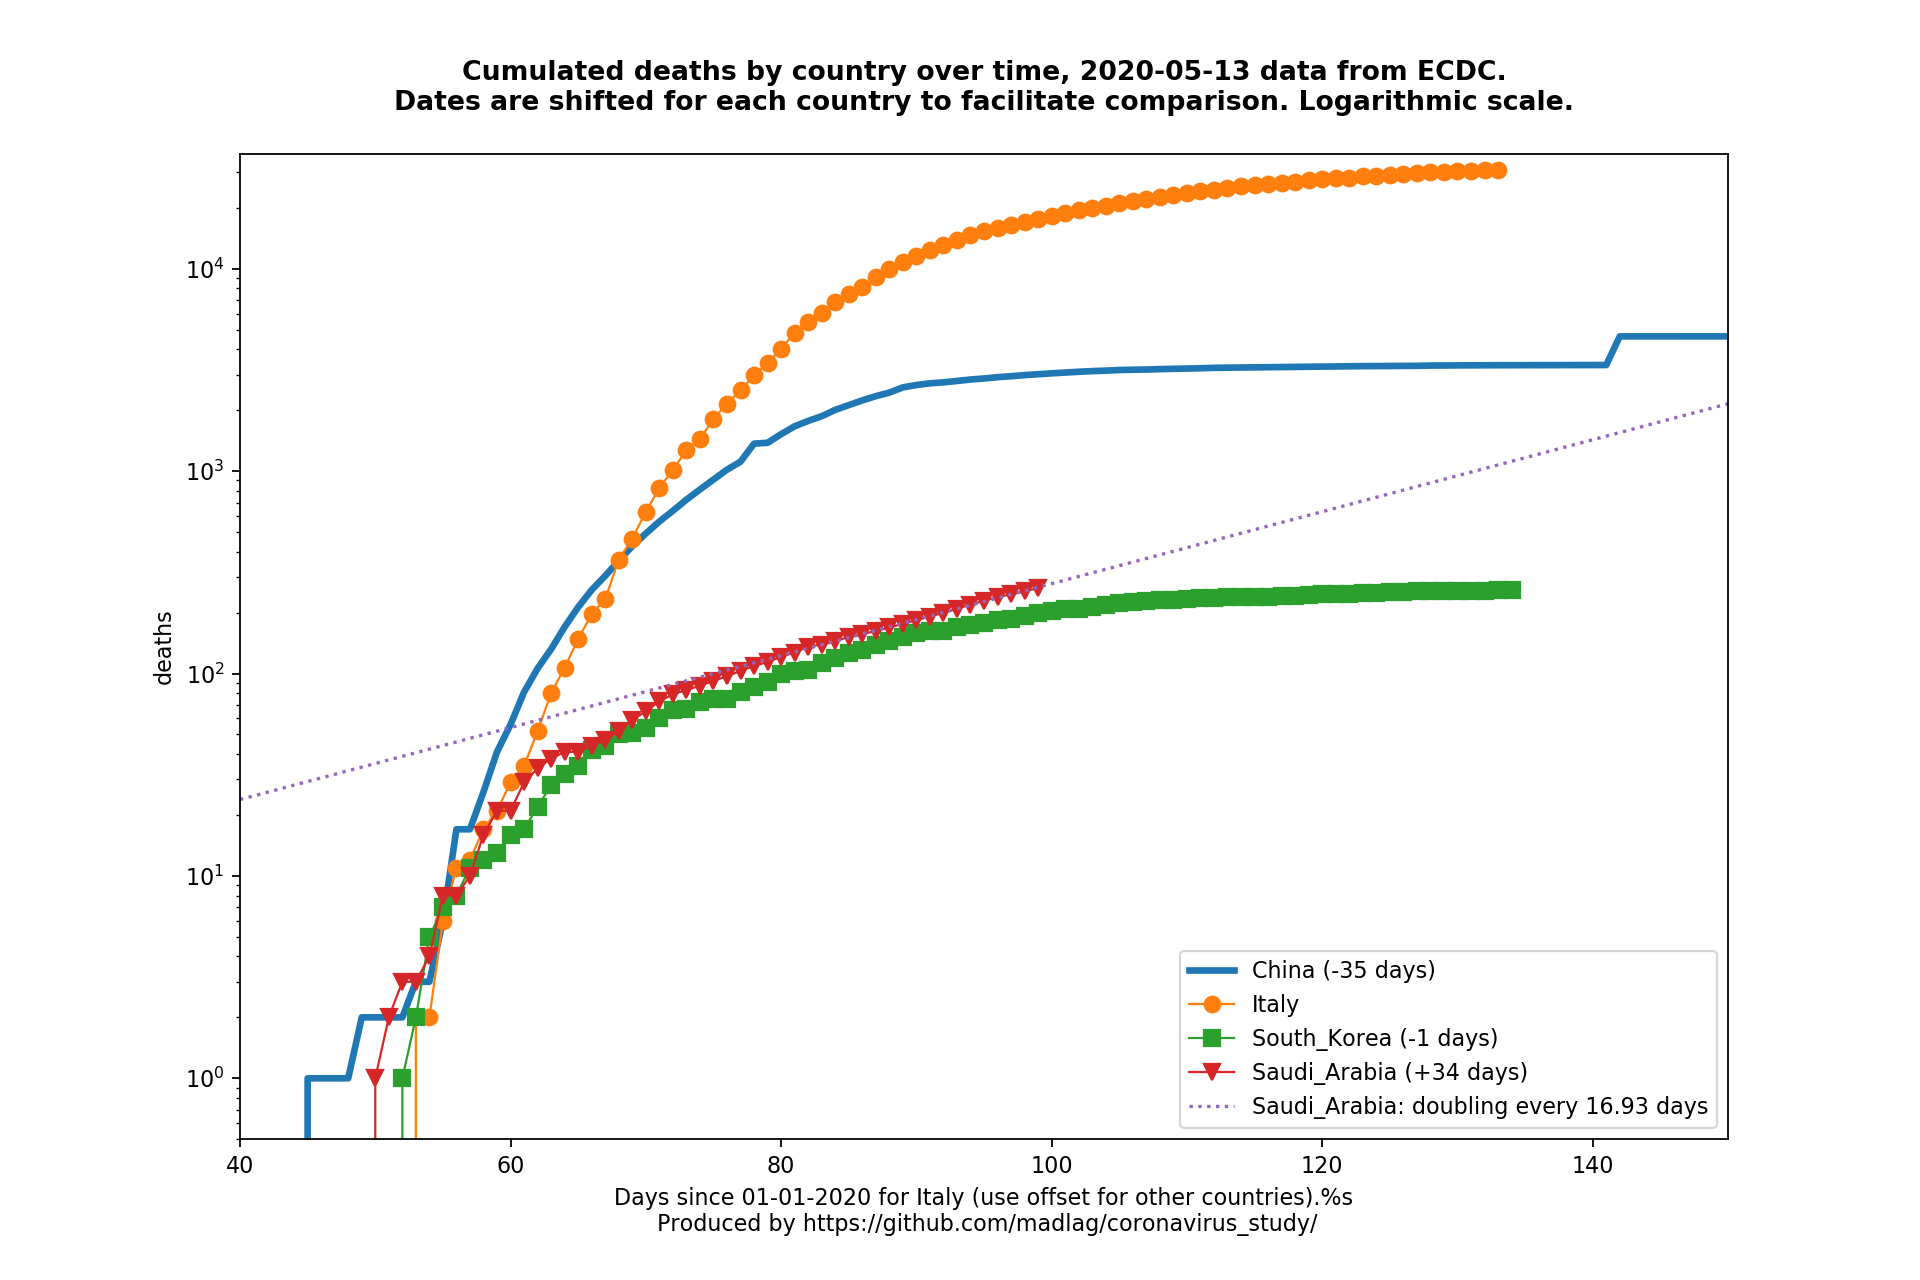 Cumulated deaths by country over time, 2020-05-13 data from ECDC.
Dates are shifted for each country to facilitate comparison. Logarithmic scale.
deaths
10⁴
10³
10²
10¹
10⁰
40 60 80 100 120 140
China (-35 days)
Italy
South_Korea (-1 days)
Saudi_Arabia (+34 days)
Saudi_Arabia: doubling every 16.93 days
Days since 01-01-2020 for Italy (use offset for other countries).%s
Produced by https://github.com/madlag/coronavirus_study/